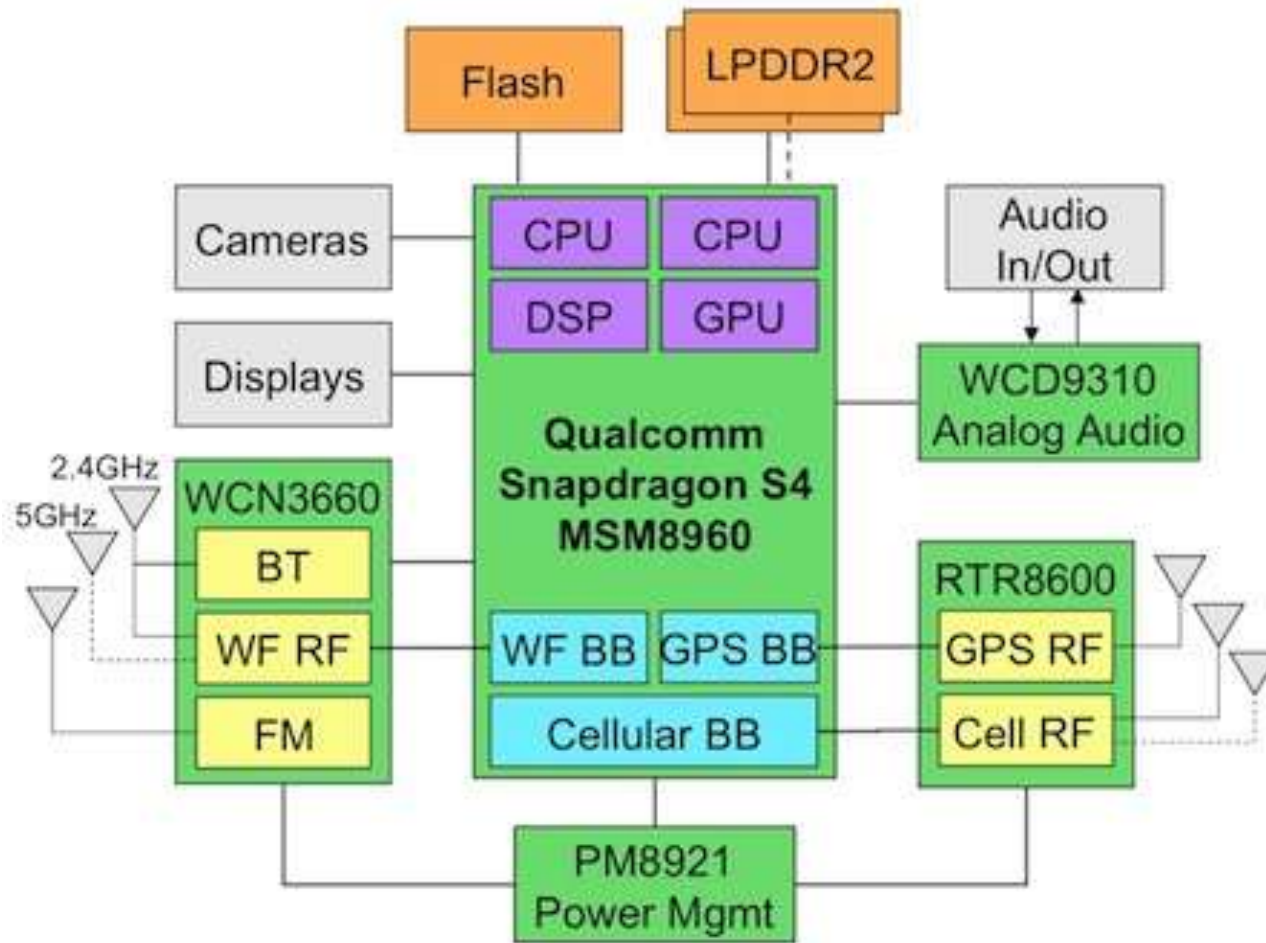 Flash
LPDDR2
Cameras
CPU
CPU
Audio
In/Out
DSP
GPU
Displays
WCD9310
Analog Audio
Qualcomm
Snapdragon S4
MSM8960
2.4GHz
5GHz
WCN3660
BT
WF RF
FM
WF BB
GPS BB
Cellular BB
RTR8600
GPS RF
Cell RF
PM8921
Power Mgmt